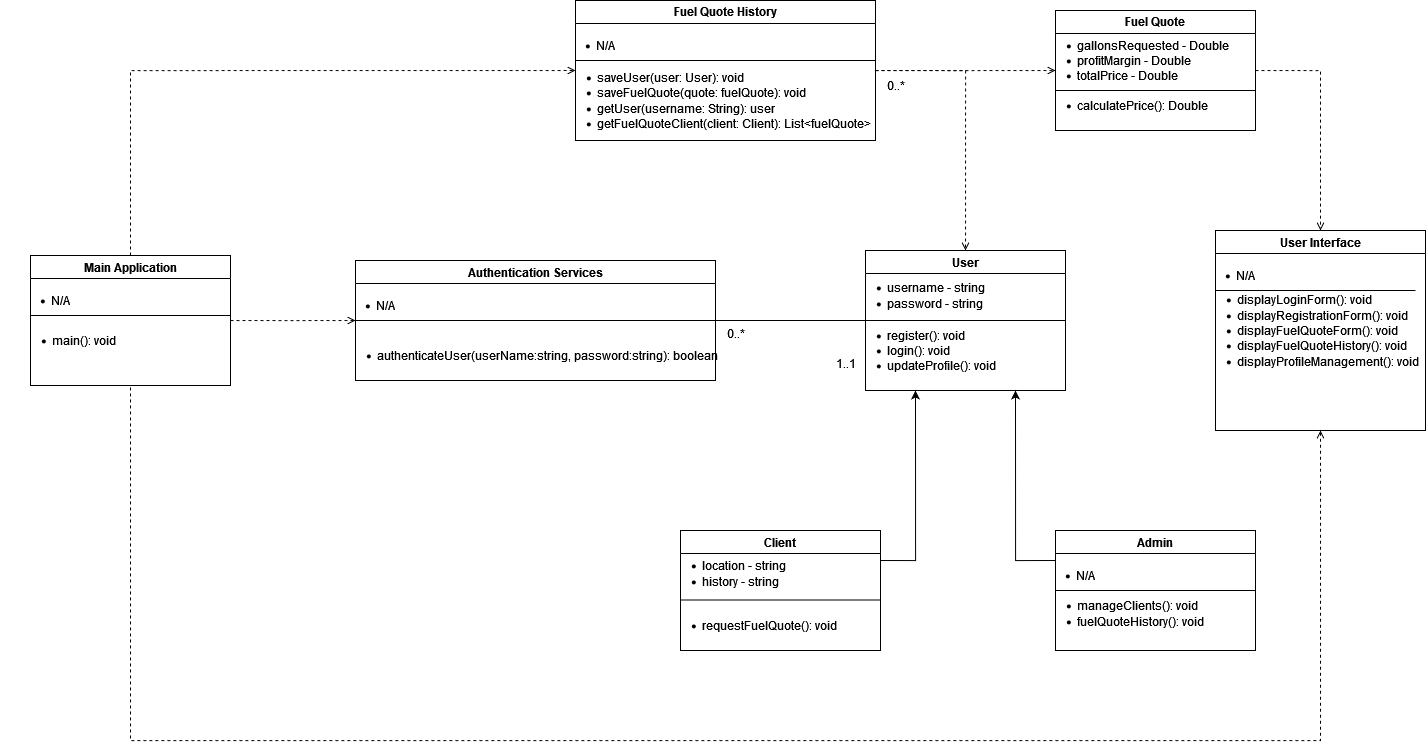 Fuel Quote History
N/A
saveUser(user: User): void
saveFuelQuote(quote: fuelQuote): void
getUser(username: String): user
getFuelQuoteClient(client: Client): List<fuelQuote>
0..*
Fuel Quote
gallonsRequested - Double
profitMargin - Double
totalPrice - Double
calculatePrice(): Double
Main Application
N/A
main(): void
Authentication Services
N/A
authenticateUser(userName:string, password:string): boolean
0..*
1..1
User
username - string
password - string
register(): void
login(): void
updateProfile(): void
User Interface
N/A
displayLoginForm(): void
displayRegistrationForm(): void
displayFuelQuoteForm(): void
displayFuelQuoteHistory(): void
displayProfileManagement(): void
Client
location - string
history - string
requestFuelQuote(): void
Admin
N/A
manageClients(): void
fuelQuoteHistory(): void